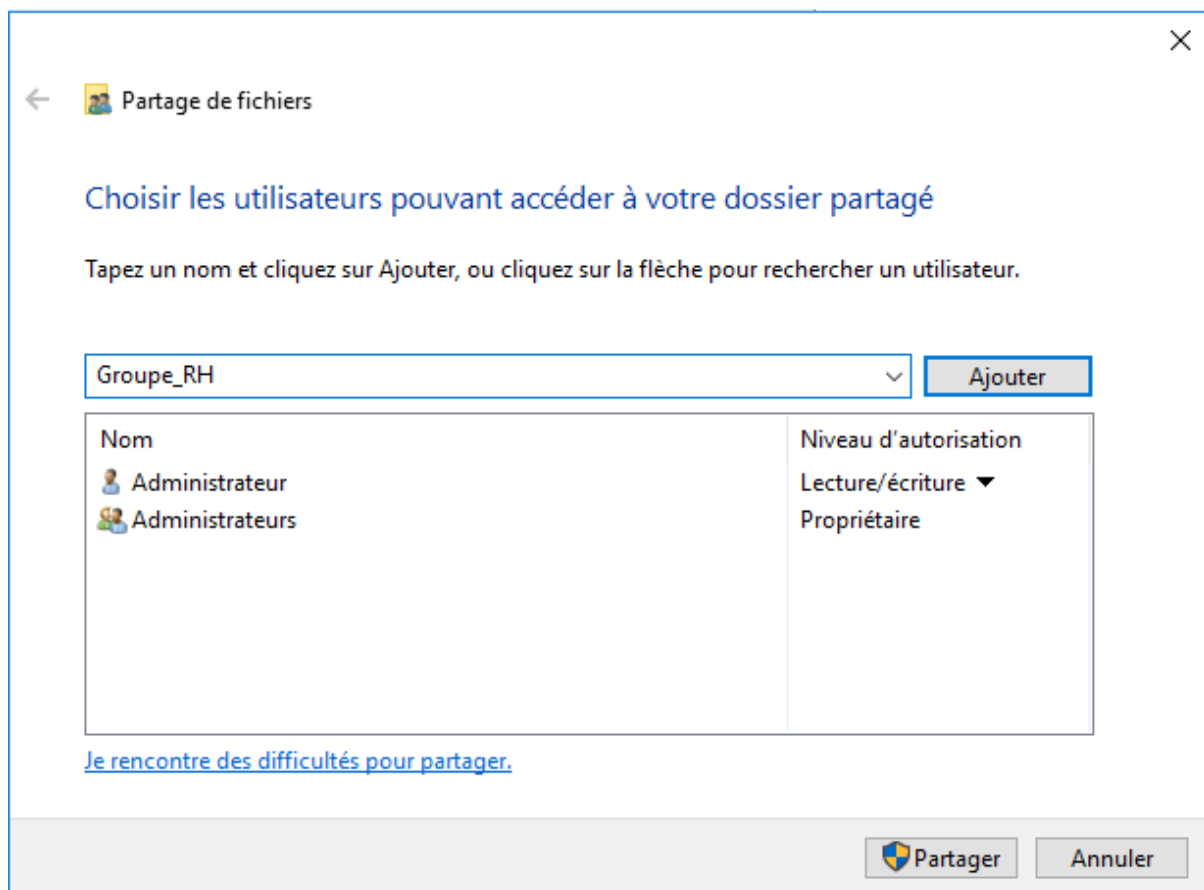 Partage de fichiers
Choisir les utilisateurs pouvant accéder à votre dossier partagé
Tapez un nom et cliquez sur Ajouter, ou cliquez sur la flèche pour rechercher un utilisateur.
Groupe_RH Ajouter
Nom Niveau d'autorisation
Administrateur Lecture/écriture
Administrateurs Propriétaire
Je rencontre des difficultés pour partager.
Partager Annuler